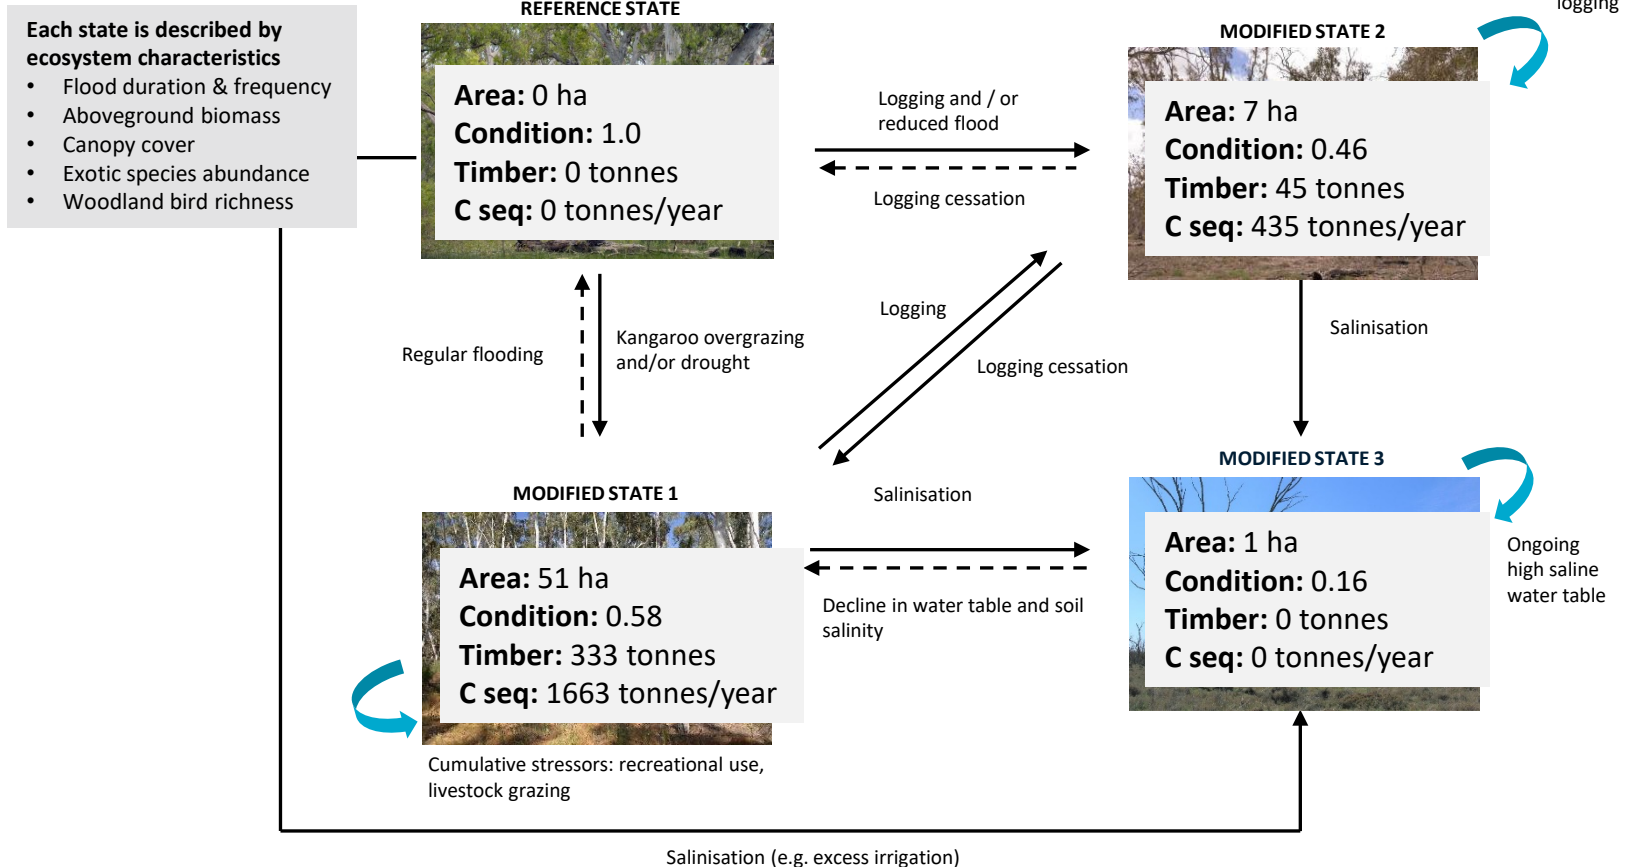 Each state is described by
ecosystem characteristics
• Flood duration & frequency
• Aboveground biomass
• Canopy cover
• Exotic species abundance
• Woodland bird richness
REFERENCE STATE
Area: 0 ha
Condition: 1.0
Timber: 0 tonnes
C seq: 0 tonnes/year
Logging and / or
reduced flood
Logging cessation
MODIFIED STATE 2
logging
Area: 7 ha
Condition: 0.46
Timber: 45 tonnes
C seq: 435 tonnes/year
Regular flooding
Kangaroo overgrazing
and/or drought
Logging
Logging cessation
Salinisation
MODIFIED STATE 1
Area: 51 ha
Condition: 0.58
Timber: 333 tonnes
C seq: 1663 tonnes/year
Cumulative stressors: recreational use,
livestock grazing
Salinisation
Decline in water table and soil
salinity
MODIFIED STATE 3
Area: 1 ha
Condition: 0.16
Timber: 0 tonnes
C seq: 0 tonnes/year
Ongoing
high saline
water table
Salinisation (e.g. excess irrigation)